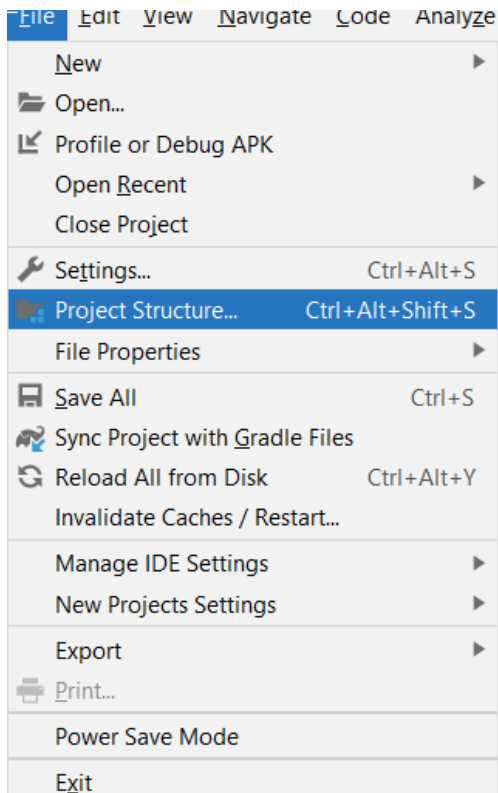 File Edit View Navigate Code Analyze
New
Open...
Profile or Debug APK
Open Recent
Close Project
Settings... Ctrl+Alt+S
Project Structure... Ctrl+Alt+Shift+S
File Properties
Save All Ctrl+S
Sync Project with Gradle Files
Reload All from Disk Ctrl+Alt+Y
Invalidate Caches / Restart...
Manage IDE Settings
New Projects Settings
Export
Print...
Power Save Mode
Exit